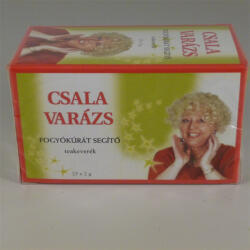 CSALA
VARÁZS
CSALA
VARÁZS
FOGYÓKÚRÁT SEGÍTŐ
teakeverék